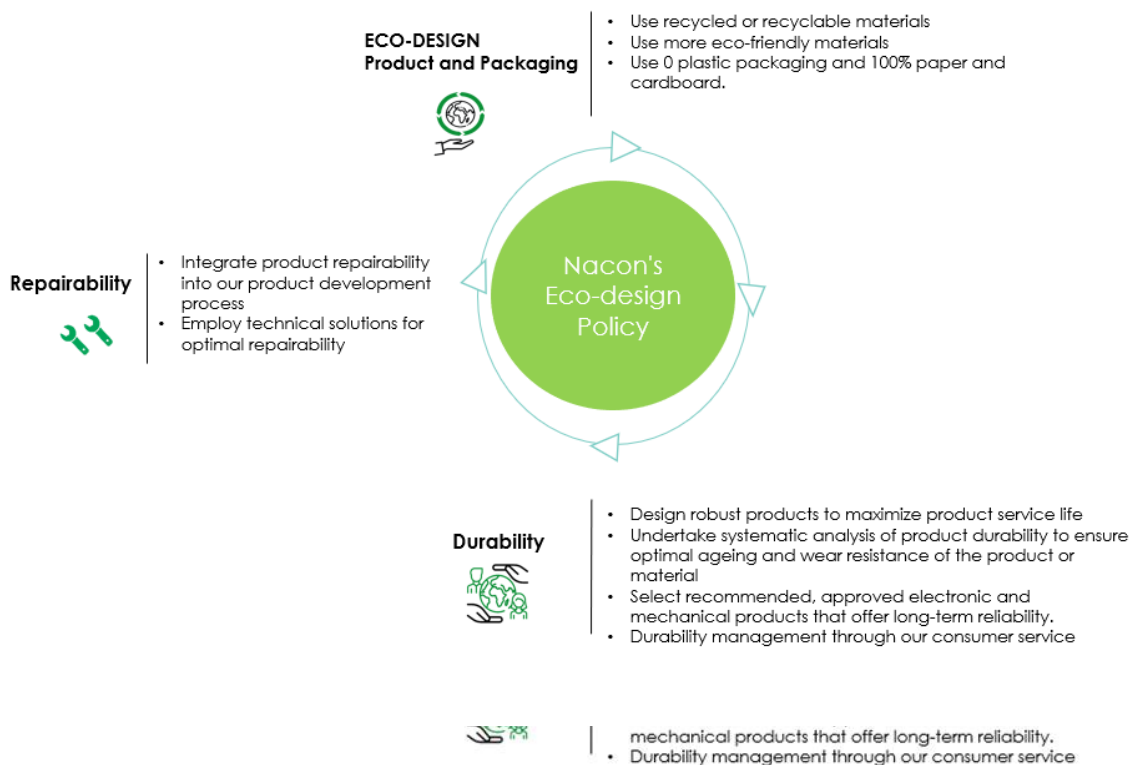 ECO-DESIGN
Product and Packaging
• Use recycled or recyclable materials
• Use more eco-friendly materials
• Use 0 plastic packaging and 100% paper and
cardboard.
Nacon's
Eco-design
Policy
Repairability
• Integrate product repairability
into our product development
process
• Employ technical solutions for
optimal repairability
Durability
• Design robust products to maximize product service life
• Undertake systematic analysis of product durability to ensure
optimal ageing and wear resistance of the product or
material
• Select recommended, approved electronic and
mechanical products that offer long-term reliability.
• Durability management through our consumer service
mechanical products that offer long-term reliability.
• Durability management through our consumer service